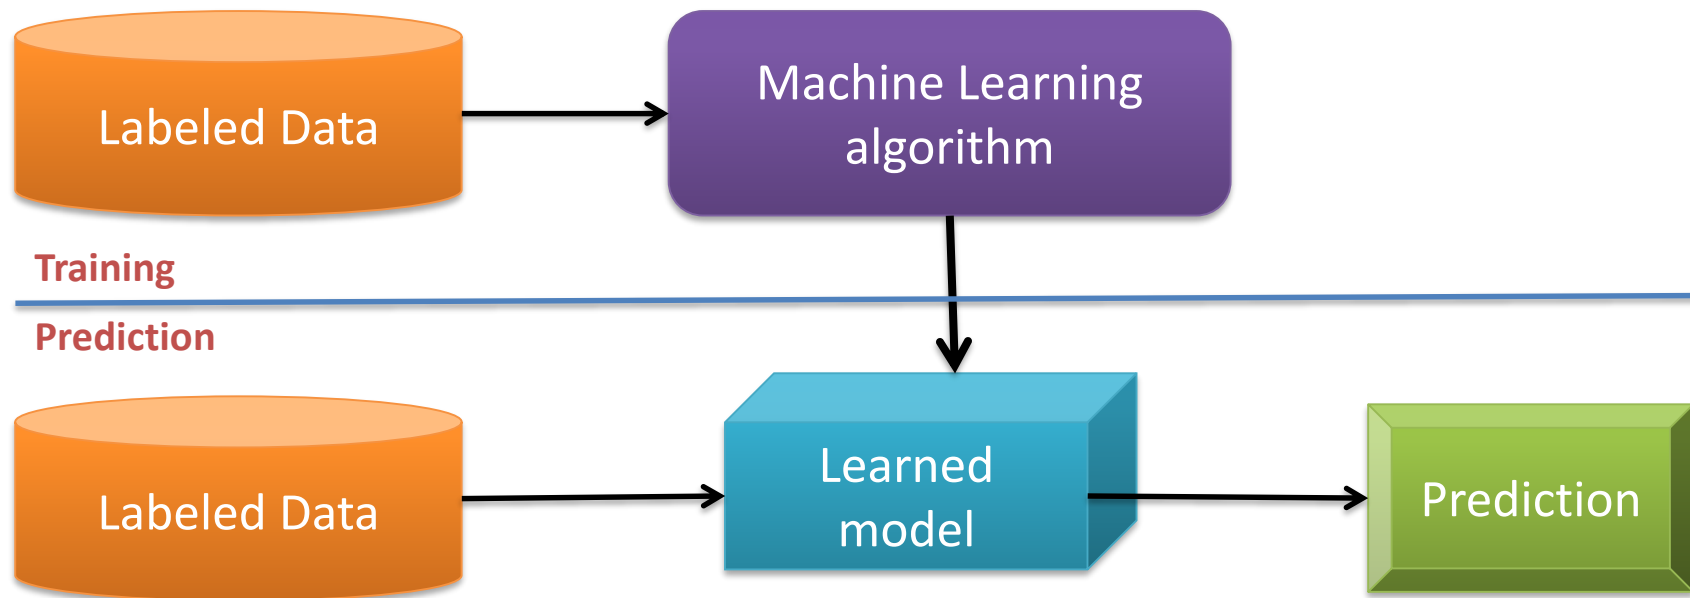 Labeled Data
Machine Learning
algorithm
Training
Prediction
Labeled Data
Learned
model
Prediction